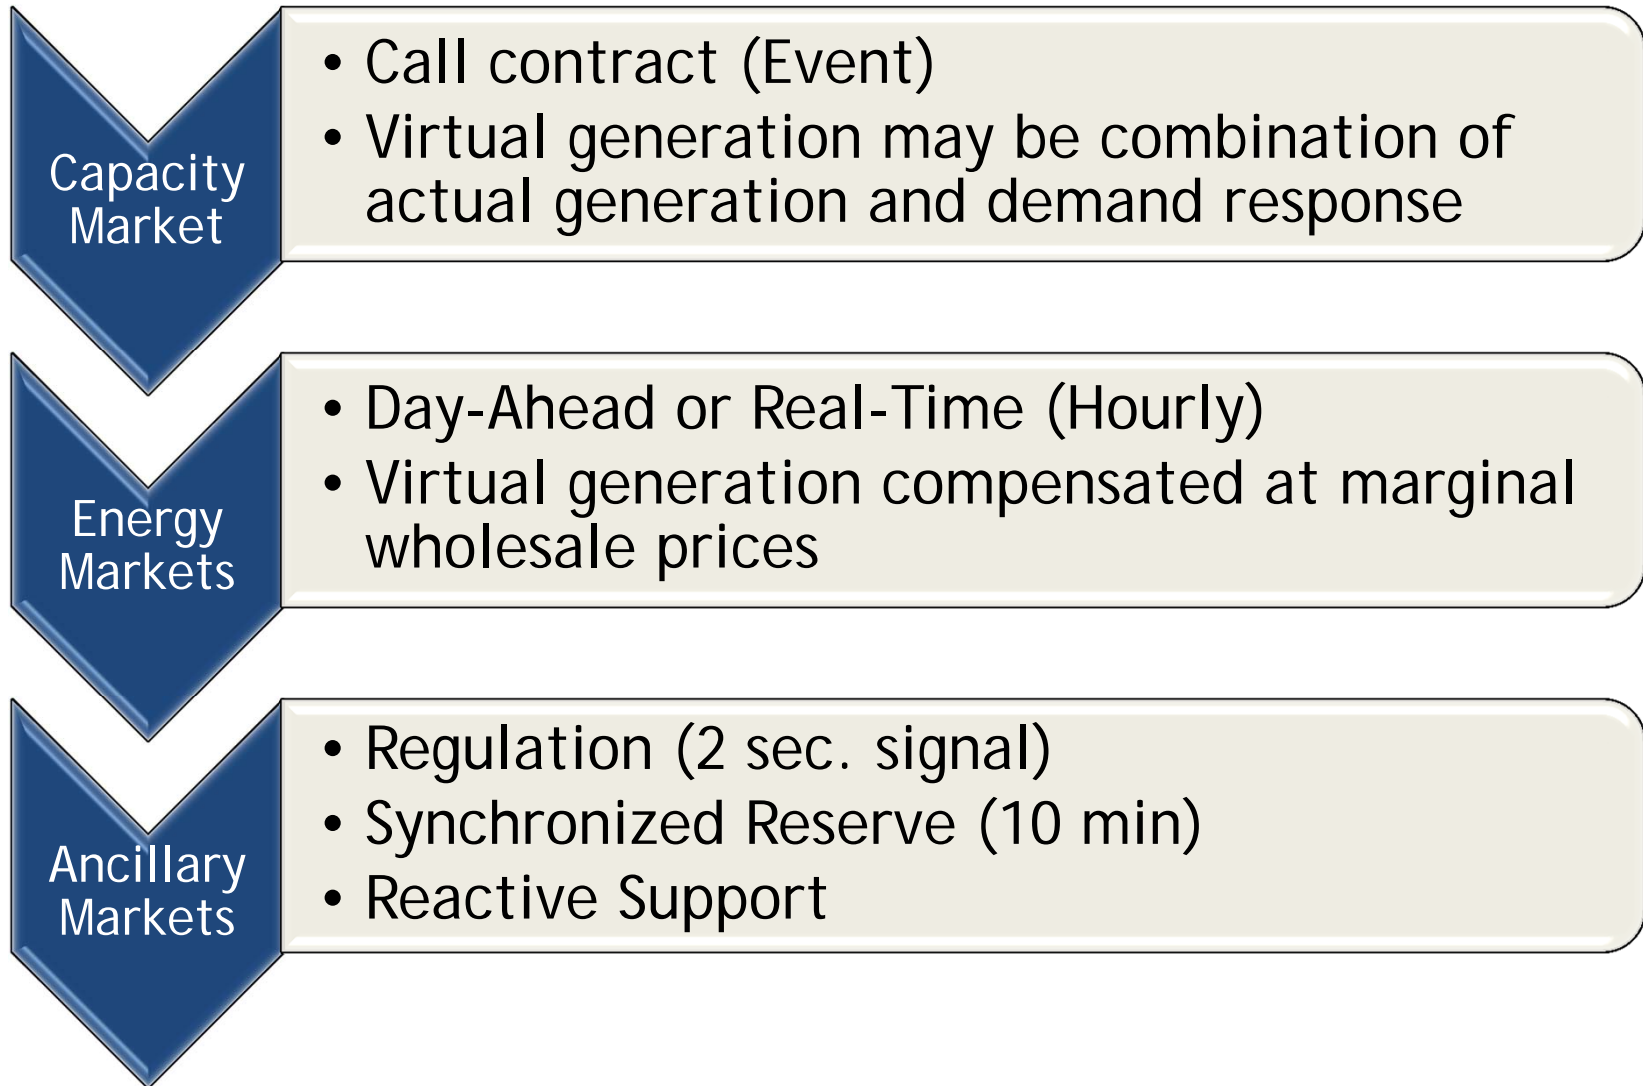 Capacity
Market
• Call contract (Event)
• Virtual generation may be combination of
actual generation and demand response
Energy
Markets
• Day-Ahead or Real-Time (Hourly)
• Virtual generation compensated at marginal
wholesale prices
Ancillary
Markets
• Regulation (2 sec. signal)
• Synchronized Reserve (10 min)
• Reactive Support